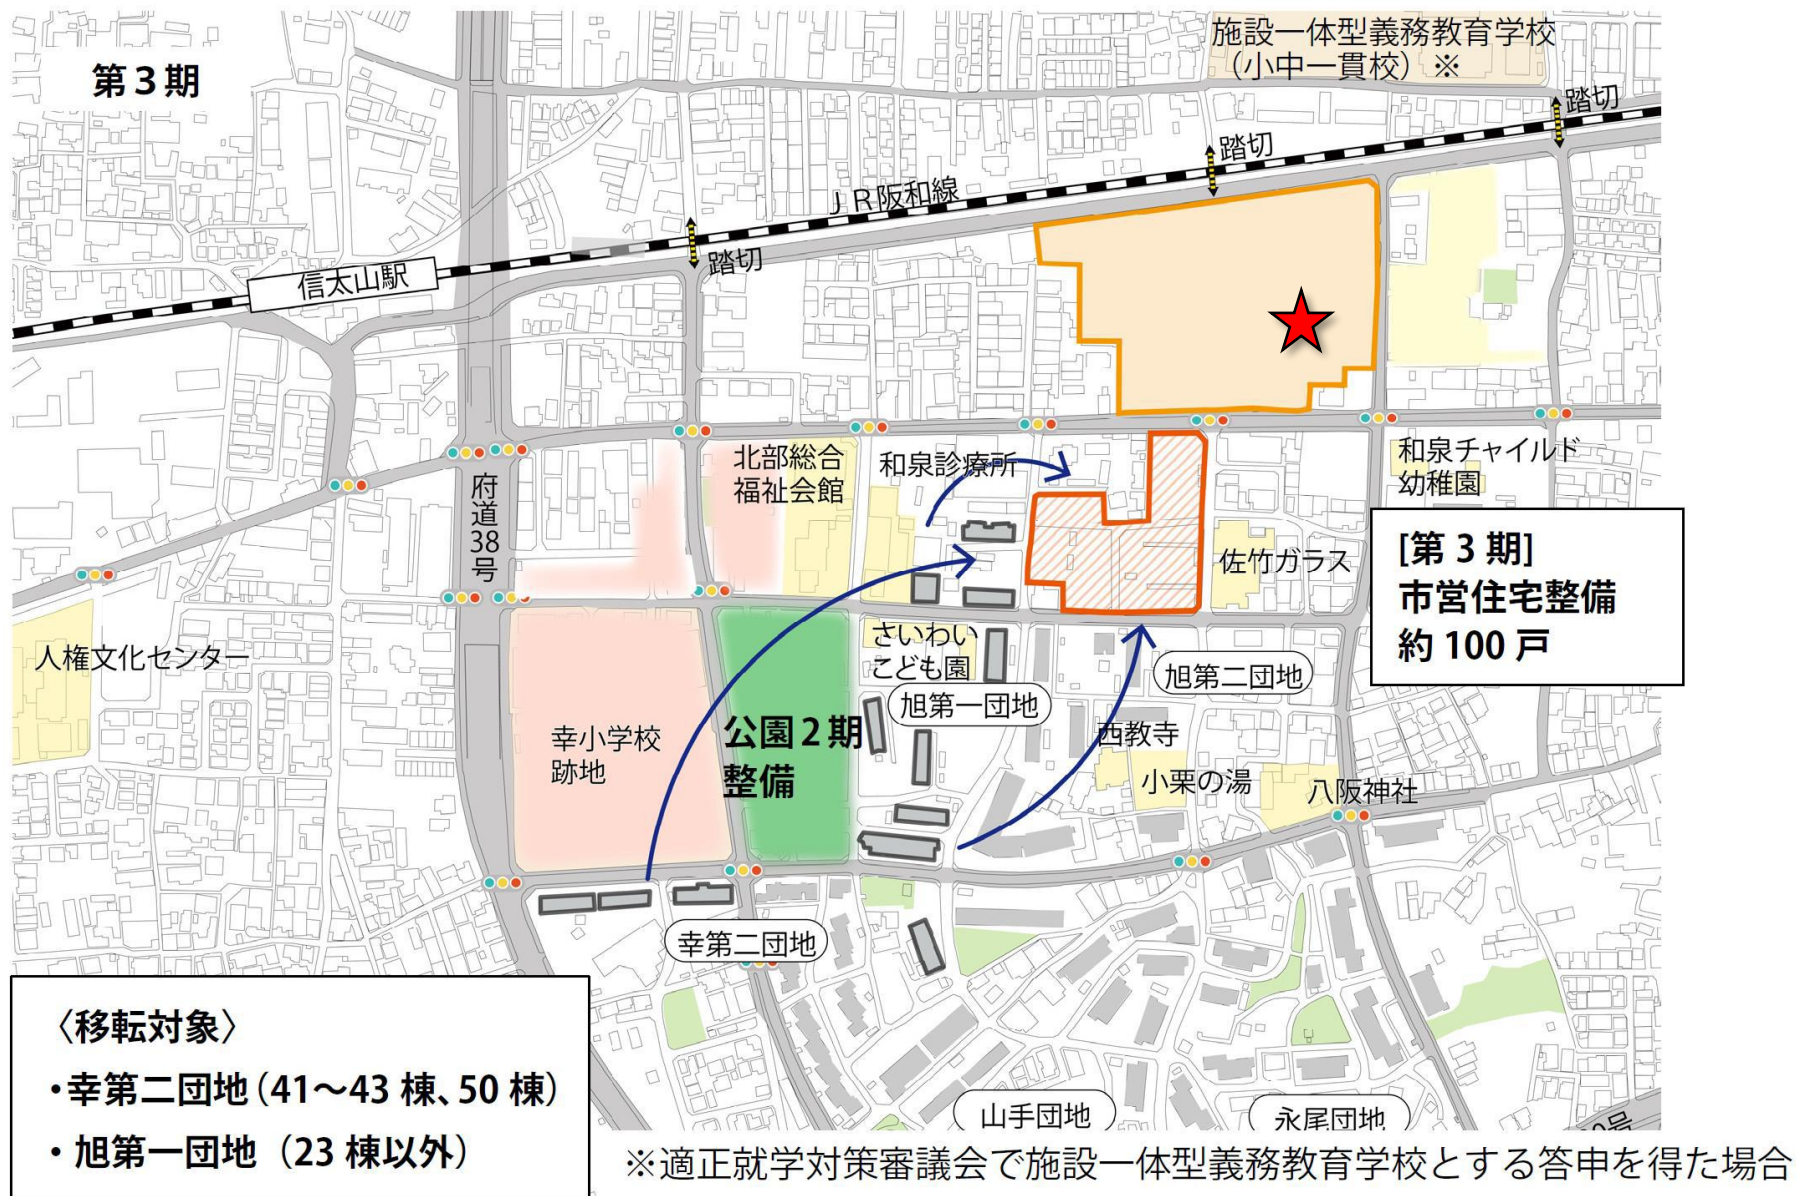 施設一体型義務教育学校
（小中一貫校）※
第３期
踏切
踏切
ＪＲ阪和線
踏切
信太山駅
北部総合
福祉会館
和泉診療所
和泉チャイルド
幼稚園
府道38号
[第 3 期]
市営住宅整備
約 100 戸
佐竹ガラス
人権文化センター
さいわい
こども園
旭第二団地
旭第一団地
幸小学校
跡地
公園２期
整備
西教寺
小栗の湯
八阪神社
幸第二団地
〈移転対象〉
・幸第二団地（41～43 棟、50 棟）
・旭第一団地（23 棟以外）
山手団地
永尾団地
※適正就学対策審議会で施設一体型義務教育学校とする答申を得た場合